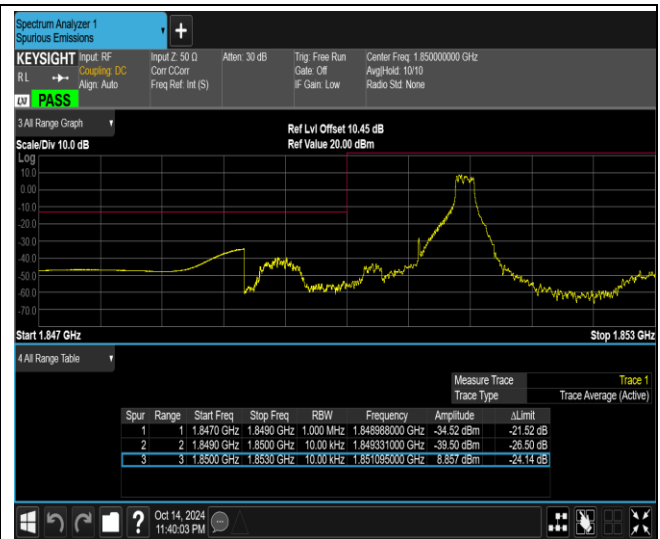 Spectrum Analyzer 1
Spurious Emissions
KEYSIGHT Input: RF Input Z: 50 Ω Atten: 30 dB Trig: Free Run Center Freq: 1.850000000 GHz
RL Coupling: DC Corr CCorr Gate: Off Avg|Hold: 10/10
Align: Auto Freq Ref: Int (S) IF Gain: Low Radio Std: None
LXI PASS
3 All Range Graph
Ref Lvl Offset 10.45 dB
Scale/Div 10.0 dB Ref Value 20.00 dBm
Log
10.0
0.00
-10.0
-20.0
-30.0
-40.0
-50.0
-60.0
-70.0
Start 1.847 GHz Stop 1.853 GHz
4 All Range Table
Measure Trace Trace 1
Trace Type Trace Average (Active)
Spur Range Start Freq Stop Freq RBW Frequency Amplitude ΔLimit
1 1 1.8470 GHz 1.8490 GHz 1.000 MHz 1.848988000 GHz -34.52 dBm -21.52 dB
2 2 1.8490 GHz 1.8500 GHz 10.00 kHz 1.849331000 GHz -39.50 dBm -26.50 dB
3 3 1.8500 GHz 1.8530 GHz 10.00 kHz 1.851095000 GHz 8.857 dBm -24.14 dB
Oct 14, 2024
11:40:03 PM